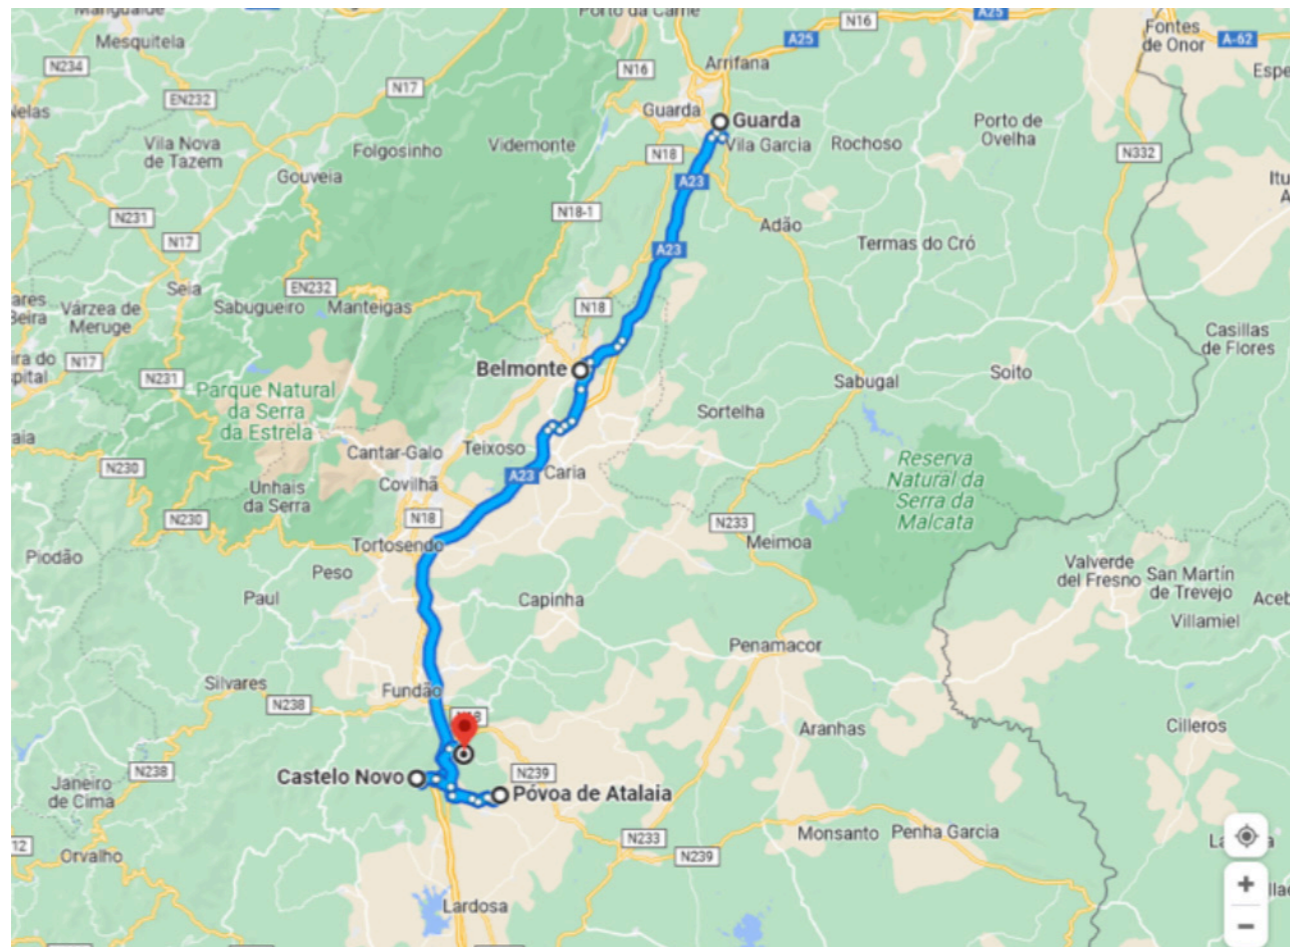 Mangualde
Porto da Carne
A25
N16
Fontes
de Onor
A-62
Mesquitela
A25
Arrifana
N234
N16
N17
EN232
Nelas
Guarda
Guarda
Porto de
Ovelha
Vila Nova
de Tazem
Folgosinho
Videmonte
Vila Garcia
Rochoso
N18
N332
Gouveia
A23
N231
N18-1
Adão
N17
A23
Termas do Cró
Seia
EN232
Sabugueiro
Manteigas
N18
Várzea de
Meruge
Casillas
de Flores
N17
Belmonte
Soito
N231
Sabugal
Parque Natural
da Serra
da Estrela
Sortelha
Teixoso
Cantar-Galo
Reserva
Natural da
Serra da
Malcata
N230
A23
Caria
Covilhã
Unhais
da Serra
N230
N18
N233
Meimoa
Tortosendo
Piodão
Peso
Valverde
del Fresno
San Martín
de Trevejo
Paul
Capinha
Villamiel
Penamacor
Silvares
Fundão
N238
Aranhas
Cilleros
N238
Castelo Novo
N239
Janeiro
de Cima
Póvoa de Atalaia
N233
Monsanto
Penha Garcia
12
Orvalho
N239
Lardosa